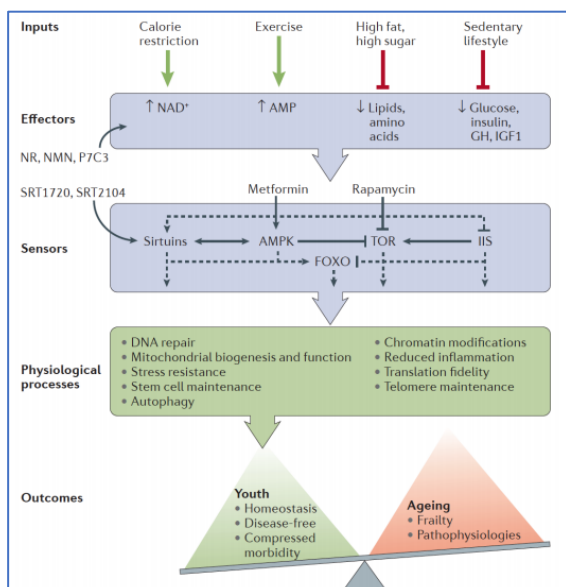 Inputs
Calorie restriction
Exercise
High fat, high sugar
Sedentary lifestyle
Effectors
↑ NAD⁺
↑ AMP
↓ Lipids, amino acids
↓ Glucose, insulin, GH, IGF1
NR, NMN, P7C3
SRT1720, SRT2104
Metformin
Rapamycin
Sensors
Sirtuins
AMPK
TOR
IIS
FOXO
Physiological processes
• DNA repair
• Mitochondrial biogenesis and function
• Stress resistance
• Stem cell maintenance
• Autophagy
• Chromatin modifications
• Reduced inflammation
• Translation fidelity
• Telomere maintenance
Outcomes
Youth
• Homeostasis
• Disease-free
• Compressed morbidity
Ageing
• Frailty
• Pathophysiologies